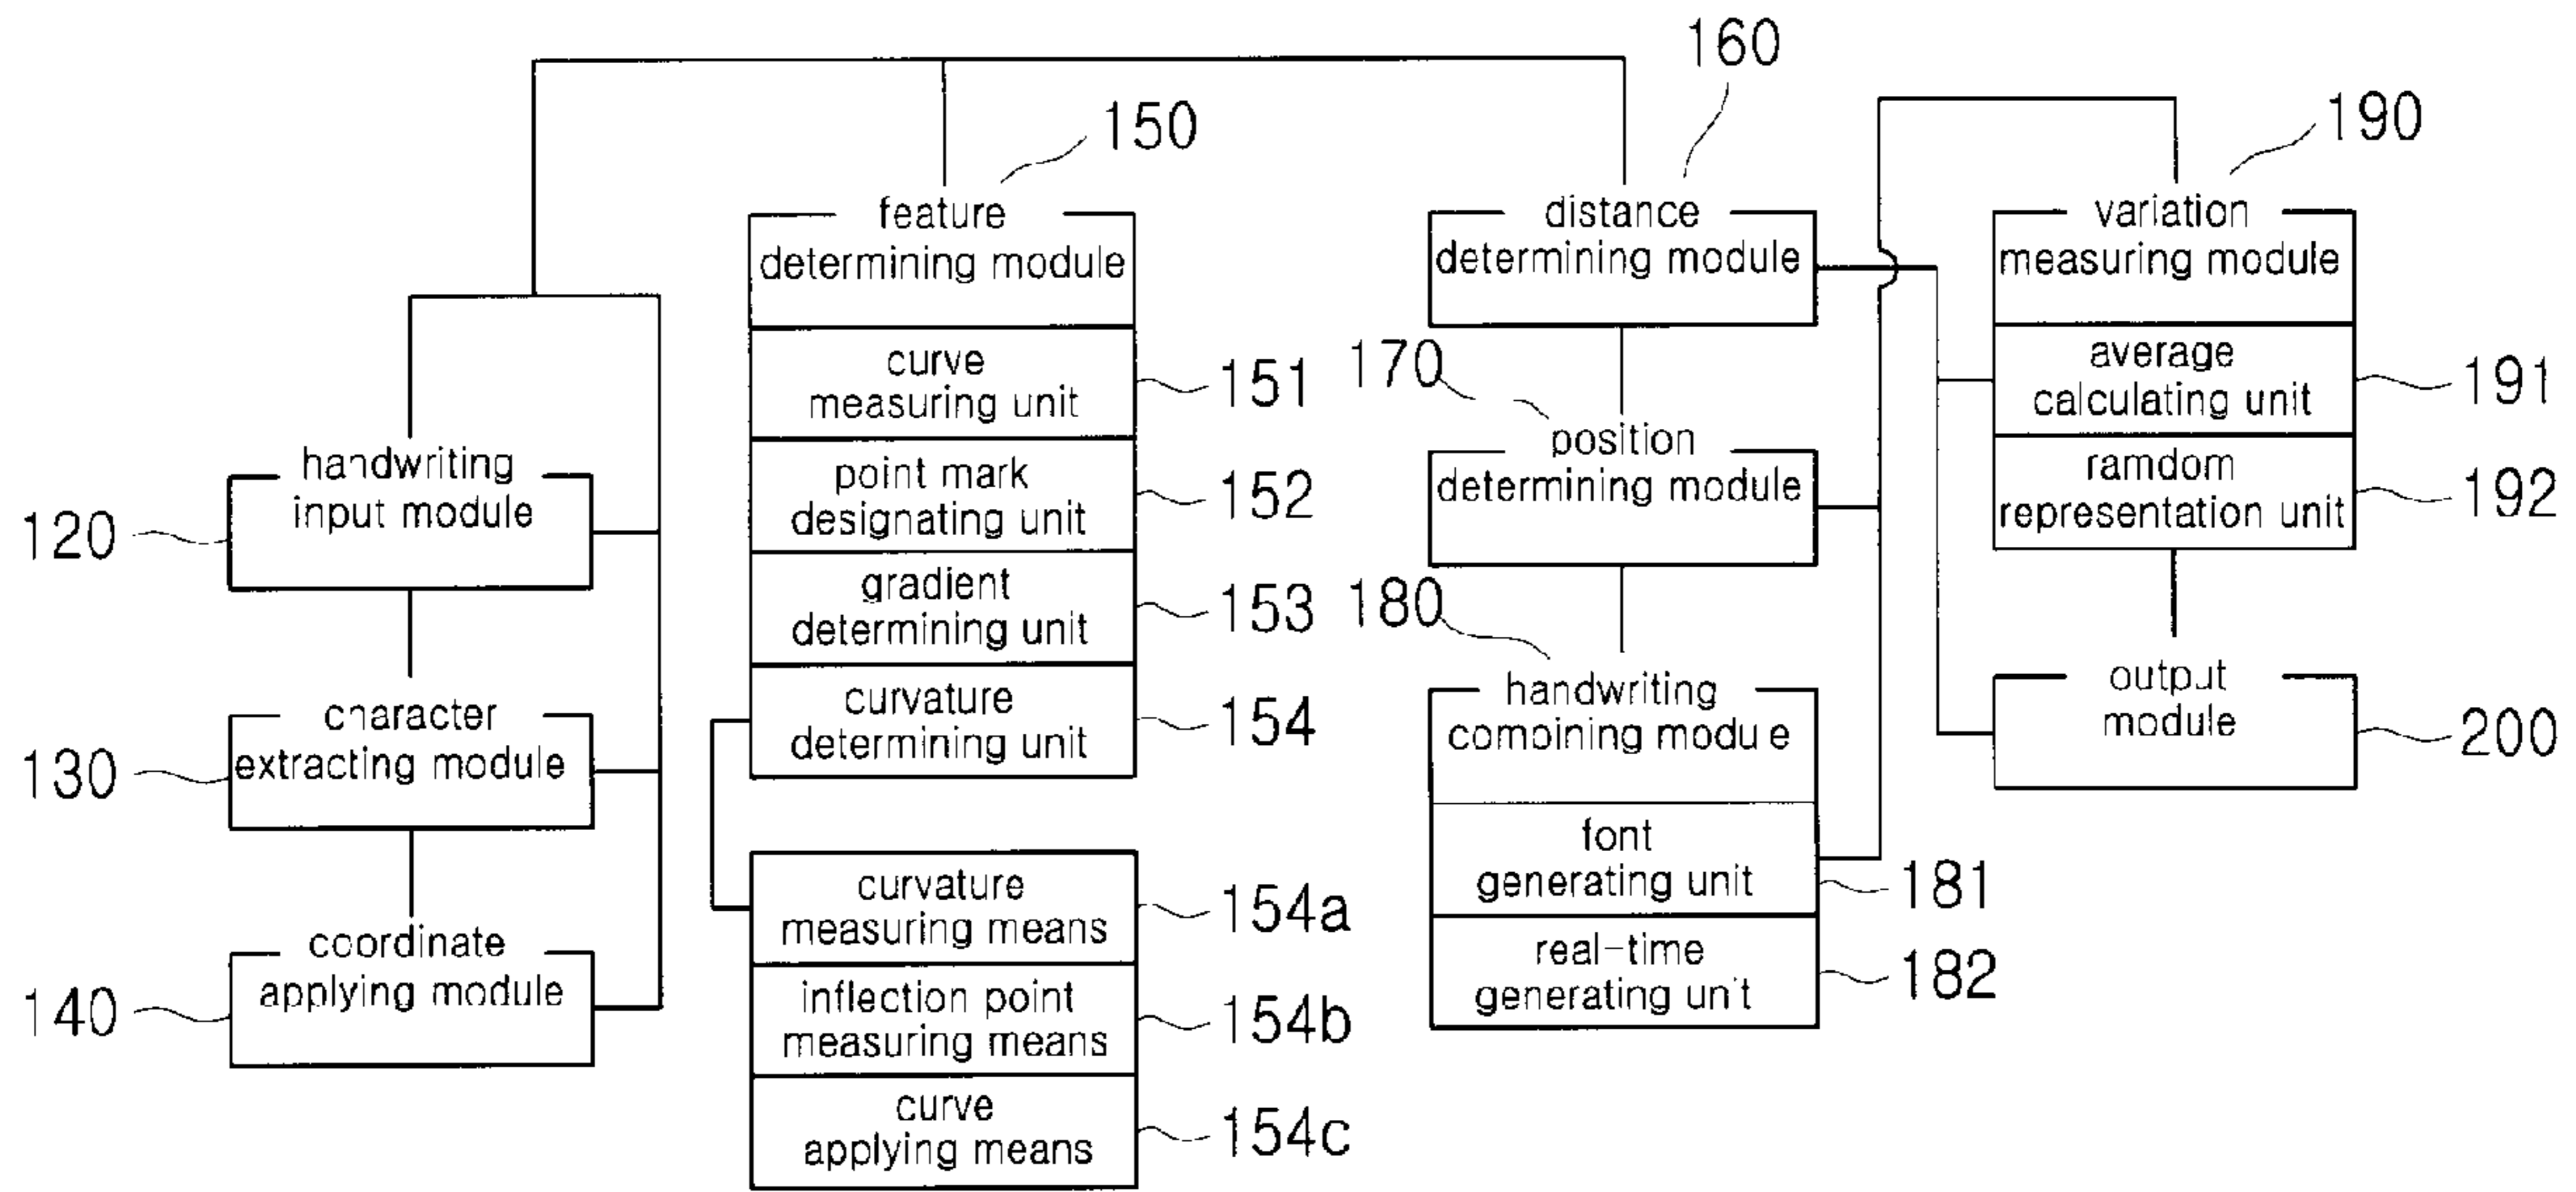 120
handwriting
input module
130
character
extracting module
140
coordinate
applying module
150
feature
determining module
curve
measuring unit
151
point mark
designating unit
152
gradient
determining unit
153
curvature
determining unit
154
curvature
measuring means
154a
inflection point
measuring means
154b
curve
applying means
154c
160
distance
determining module
170
position
determining module
180
handwriting
combining module
font
generating unit
181
real-time
generating unit
182
190
variation
measuring module
average
calculating unit
191
ramdom
representation unit
192
output
module
200